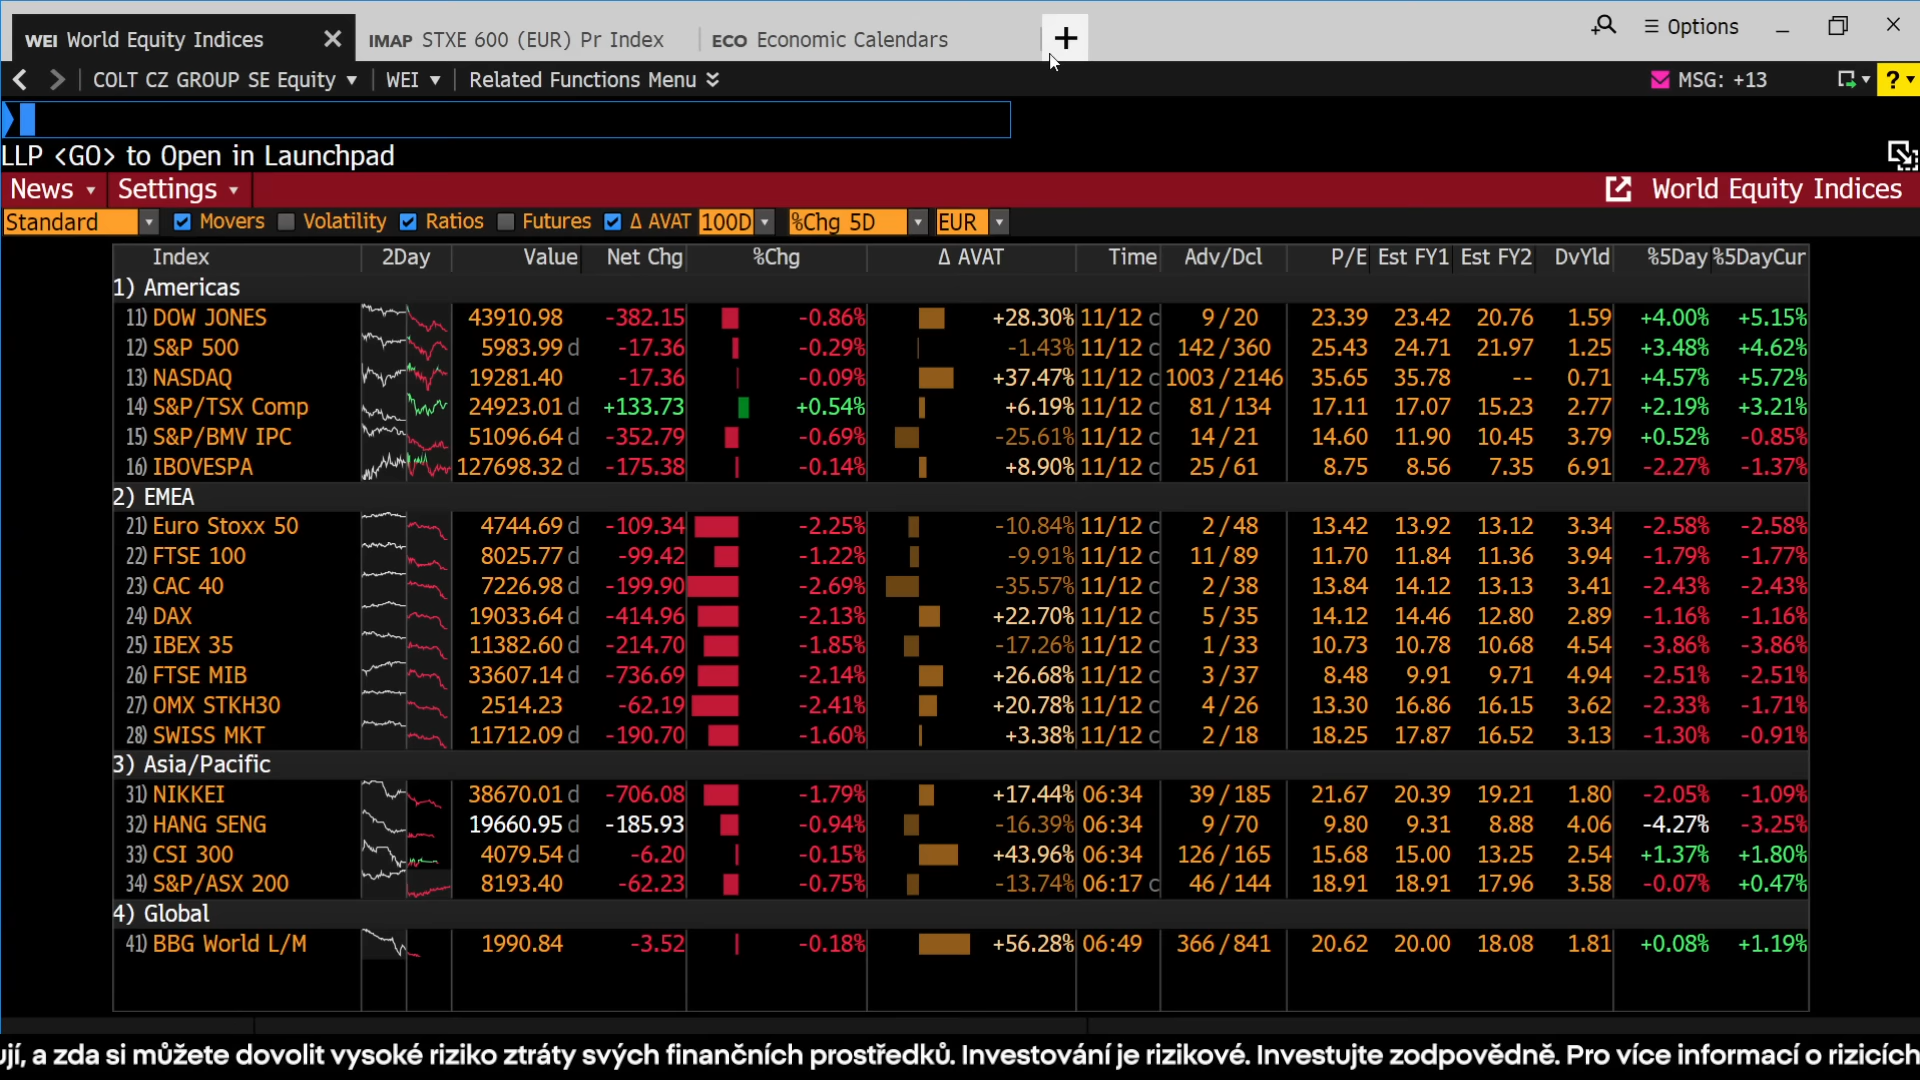 WEI World Equity Indices × IMAP STXE 600 (EUR) Pr Index ECO Economic Calendars + Options
COLT CZ GROUP SE Equity WEI Related Functions Menu MSG: +13 ?
LLP <GO> to Open in Launchpad
News Settings World Equity Indices
Standard Movers Volatility Ratios Futures Δ AVAT 100D %Chg 5D EUR
Index 2Day Value Net Chg %Chg Δ AVAT Time Adv/Dcl P/E Est FY1 Est FY2 DvYld %5Day %5DayCur
1) Americas
11) DOW JONES 43910.98 -382.15 -0.86% +28.30% 11/12 c 9/20 23.39 23.42 20.76 1.59 +4.00% +5.15%
12) S&P 500 5983.99 d -17.36 -0.29% -1.43% 11/12 c 142/360 25.43 24.71 21.97 1.25 +3.48% +4.62%
13) NASDAQ 19281.40 -17.36 -0.09% +37.47% 11/12 c 1003/2146 35.65 35.78 -- 0.71 +4.57% +5.72%
14) S&P/TSX Comp 24923.01 d +133.73 +0.54% +6.19% 11/12 c 81/134 17.11 17.07 15.23 2.77 +2.19% +3.21%
15) S&P/BMV IPC 51096.64 d -352.79 -0.69% -25.61% 11/12 c 14/21 14.60 11.90 10.45 3.79 +0.52% -0.85%
16) IBOVESPA 127698.32 d -175.38 -0.14% +8.90% 11/12 c 25/61 8.75 8.56 7.35 6.91 -2.27% -1.37%
2) EMEA
21) Euro Stoxx 50 4744.69 d -109.34 -2.25% -10.84% 11/12 c 2/48 13.42 13.92 13.12 3.34 -2.58% -2.58%
22) FTSE 100 8025.77 d -99.42 -1.22% -9.91% 11/12 c 11/89 11.70 11.84 11.36 3.94 -1.79% -1.77%
23) CAC 40 7226.98 d -199.90 -2.69% -35.57% 11/12 c 2/38 13.84 14.12 13.13 3.41 -2.43% -2.43%
24) DAX 19033.64 d -414.96 -2.13% +22.70% 11/12 c 5/35 14.12 14.46 12.80 2.89 -1.16% -1.16%
25) IBEX 35 11382.60 d -214.70 -1.85% -17.26% 11/12 c 1/33 10.73 10.78 10.68 4.54 -3.86% -3.86%
26) FTSE MIB 33607.14 d -736.69 -2.14% +26.68% 11/12 c 3/37 8.48 9.91 9.71 4.94 -2.51% -2.51%
27) OMX STKH30 2514.23 -62.19 -2.41% +20.78% 11/12 c 4/26 13.30 16.86 16.15 3.62 -2.33% -1.71%
28) SWISS MKT 11712.09 d -190.70 -1.60% +3.38% 11/12 c 2/18 18.25 17.87 16.52 3.13 -1.30% -0.91%
3) Asia/Pacific
31) NIKKEI 38670.01 d -706.08 -1.79% +17.44% 06:34 39/185 21.67 20.39 19.21 1.80 -2.05% -1.09%
32) HANG SENG 19660.95 d -185.93 -0.94% -16.39% 06:34 9/70 9.80 9.31 8.88 4.06 -4.27% -3.25%
33) CSI 300 4079.54 d -6.20 -0.15% +43.96% 06:34 126/165 15.68 15.00 13.25 2.54 +1.37% +1.80%
34) S&P/ASX 200 8193.40 -62.23 -0.75% -13.74% 06:17 c 46/144 18.91 18.91 17.96 3.58 -0.07% +0.47%
4) Global
41) BBG World L/M 1990.84 -3.52 -0.18% +56.28% 06:49 366/841 20.62 20.00 18.08 1.81 +0.08% +1.19%
ují, a zda si můžete dovolit vysoké riziko ztráty svých finančních prostředků. Investování je rizikové. Investujte zodpovědně. Pro více informací o rizicích